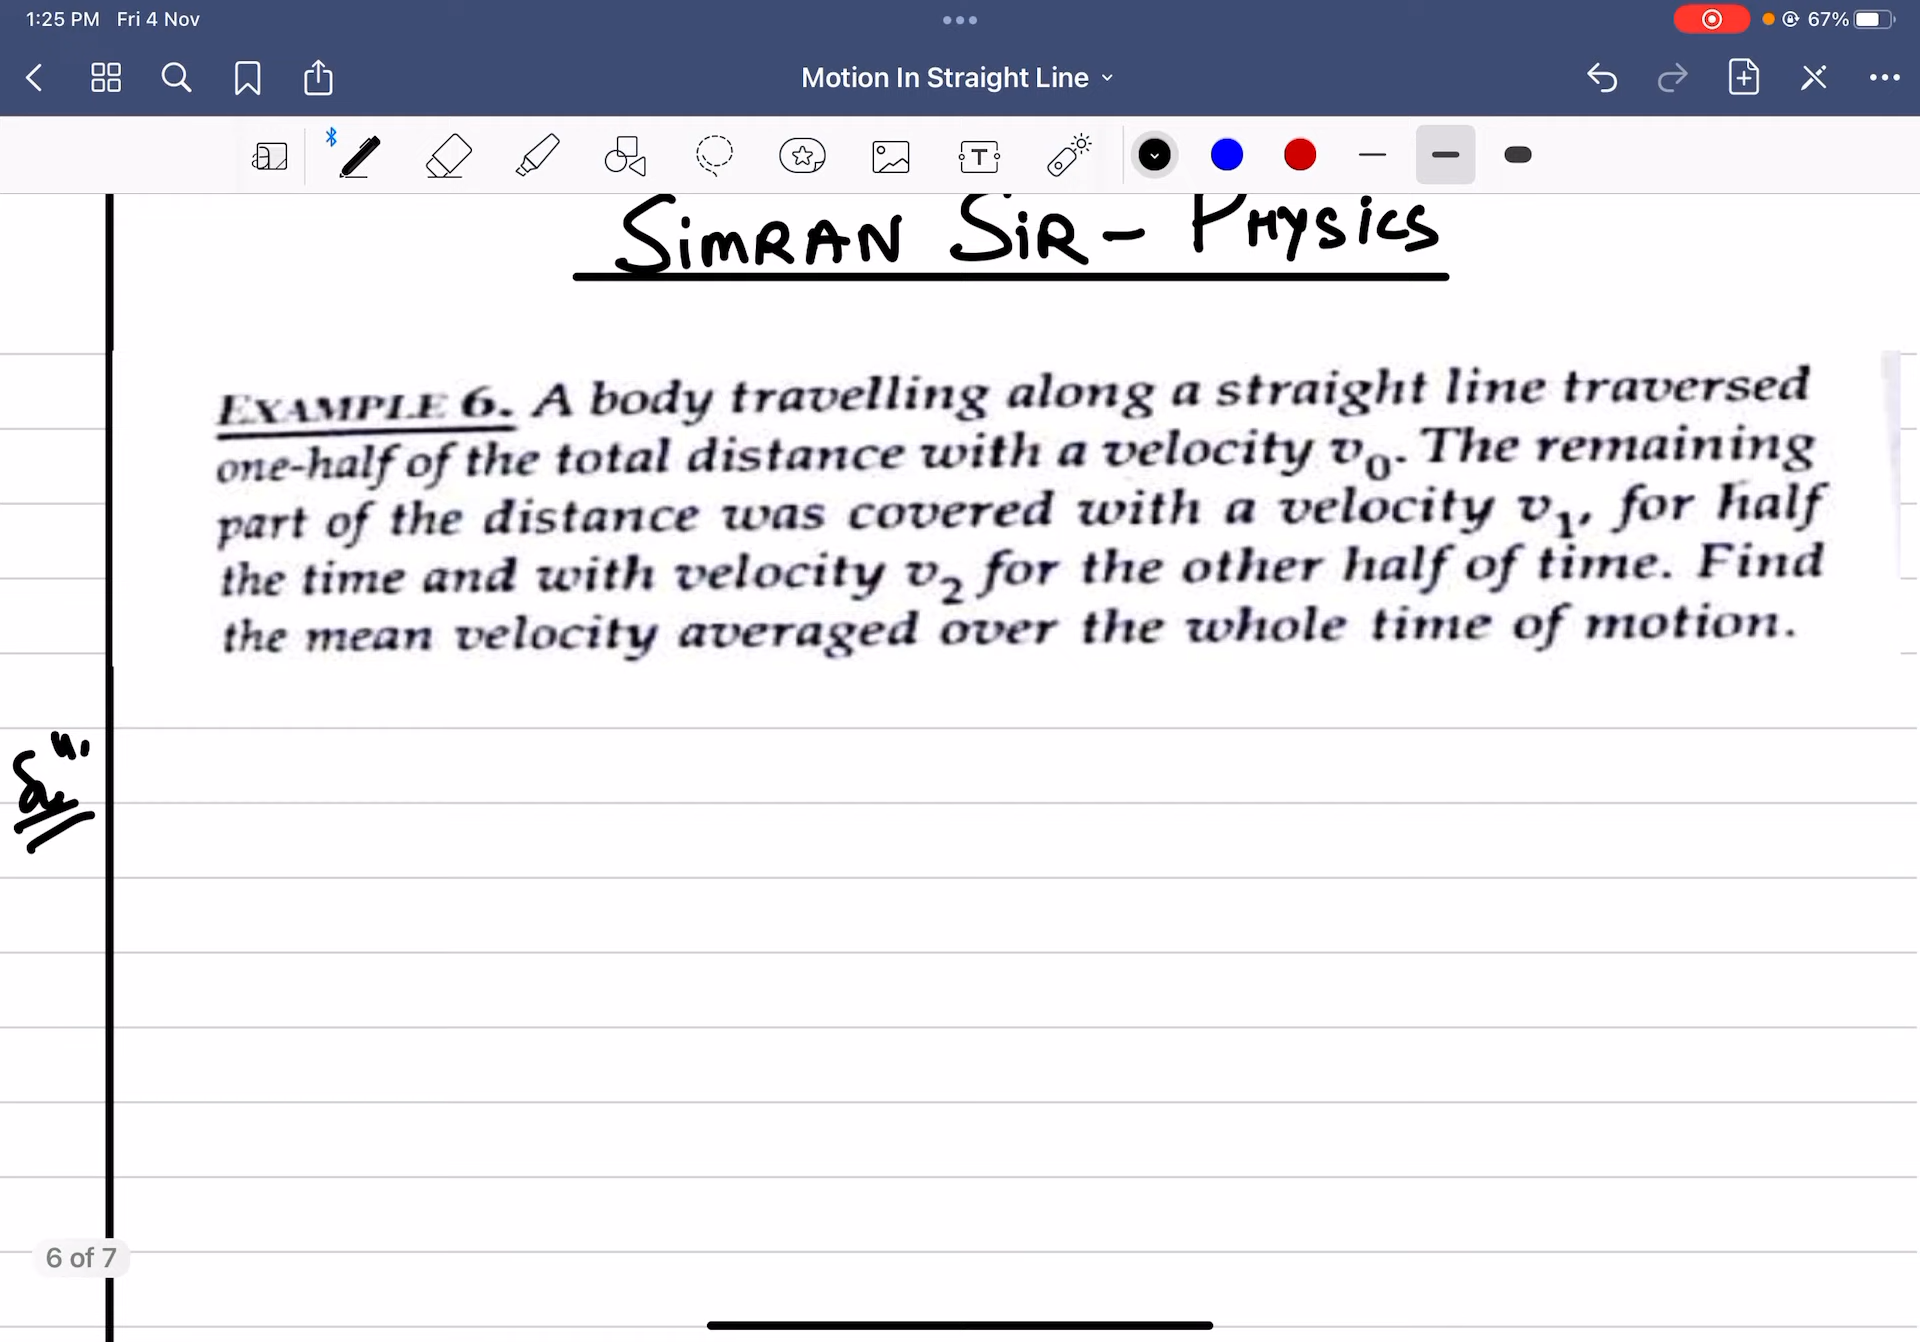 1:25 PM Fri 4 Nov
67%
Motion In Straight Line
T
SimRAN SiR - PHYSiCS
EXAMPLE 6. A body travelling along a straight line traversed
one-half of the total distance with a velocity v₀. The remaining
part of the distance was covered with a velocity v₁, for half
the time and with velocity v₂ for the other half of time. Find
the mean velocity averaged over the whole time of motion.
6 of 7